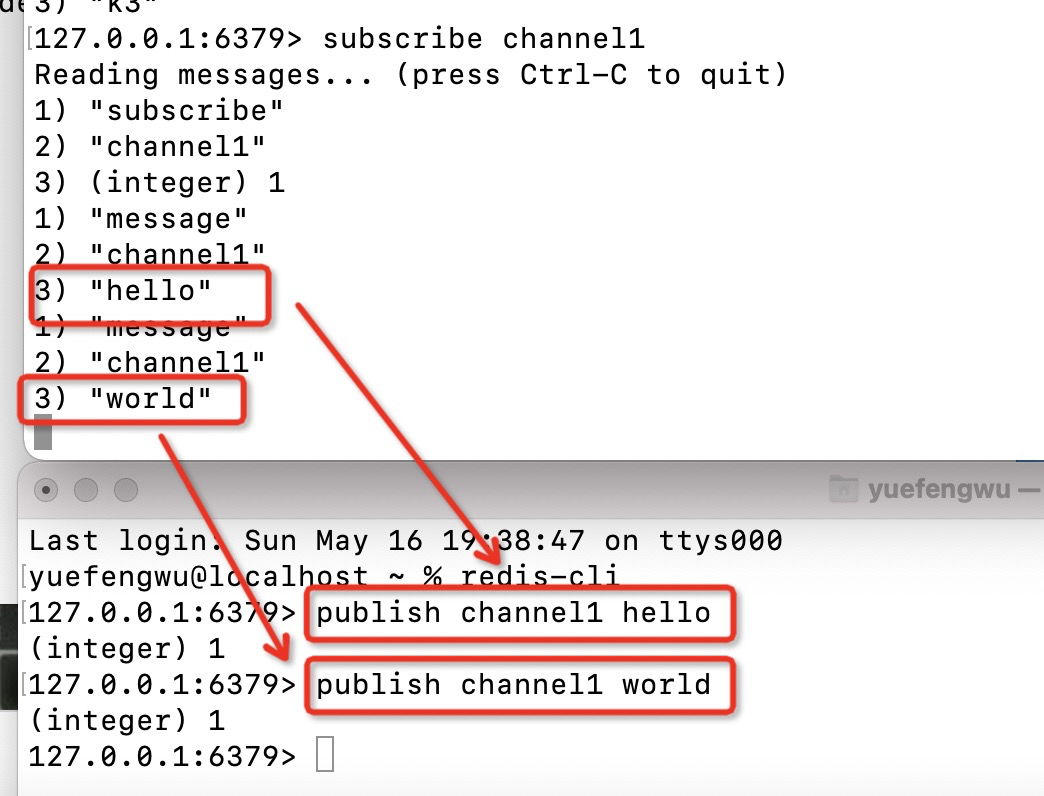 3) "k3"
127.0.0.1:6379> subscribe channel1
Reading messages... (press Ctrl-C to quit)
1) "subscribe"
2) "channel1"
3) (integer) 1
1) "message"
2) "channel1"
3) "hello"
1) "message"
2) "channel1"
3) "world"
yuefengwu —
Last login: Sun May 16 19:38:47 on ttys000
yuefengwu@localhost ~ % redis-cli
127.0.0.1:6379> publish channel1 hello
(integer) 1
127.0.0.1:6379> publish channel1 world
(integer) 1
127.0.0.1:6379>